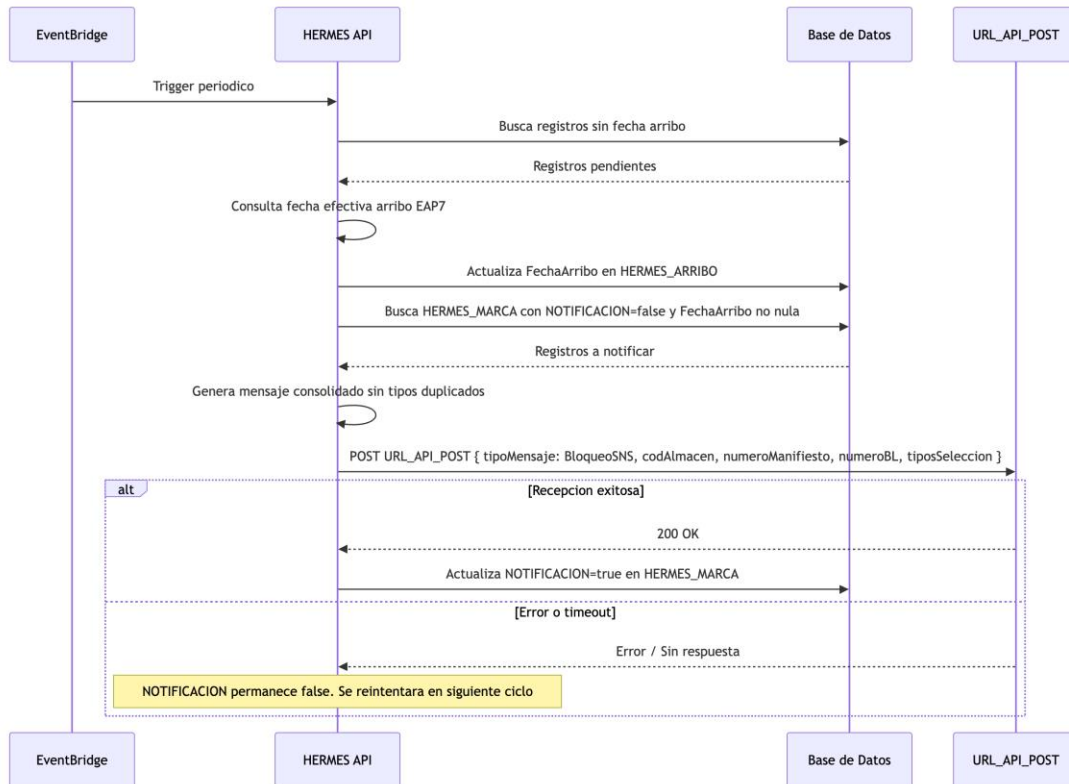 EventBridge
HERMES API
Base de Datos
URL_API_POST
Trigger periodico
Busca registros sin fecha arribo
Registros pendientes
Consulta fecha efectiva arribo EAP7
Actualiza FechaArribo en HERMES_ARRIBO
Busca HERMES_MARCA con NOTIFICACION=false y FechaArribo no nula
Registros a notificar
Genera mensaje consolidado sin tipos duplicados
POST URL_API_POST { tipoMensaje: BloqueoSNS, codAlmacen, numeroManifiesto, numeroBL, tiposSeleccion }
alt
[Recepcion exitosa]
200 OK
Actualiza NOTIFICACION=true en HERMES_MARCA
[Error o timeout]
Error / Sin respuesta
NOTIFICACION permanece false. Se reintentara en siguiente ciclo
EventBridge
HERMES API
Base de Datos
URL_API_POST